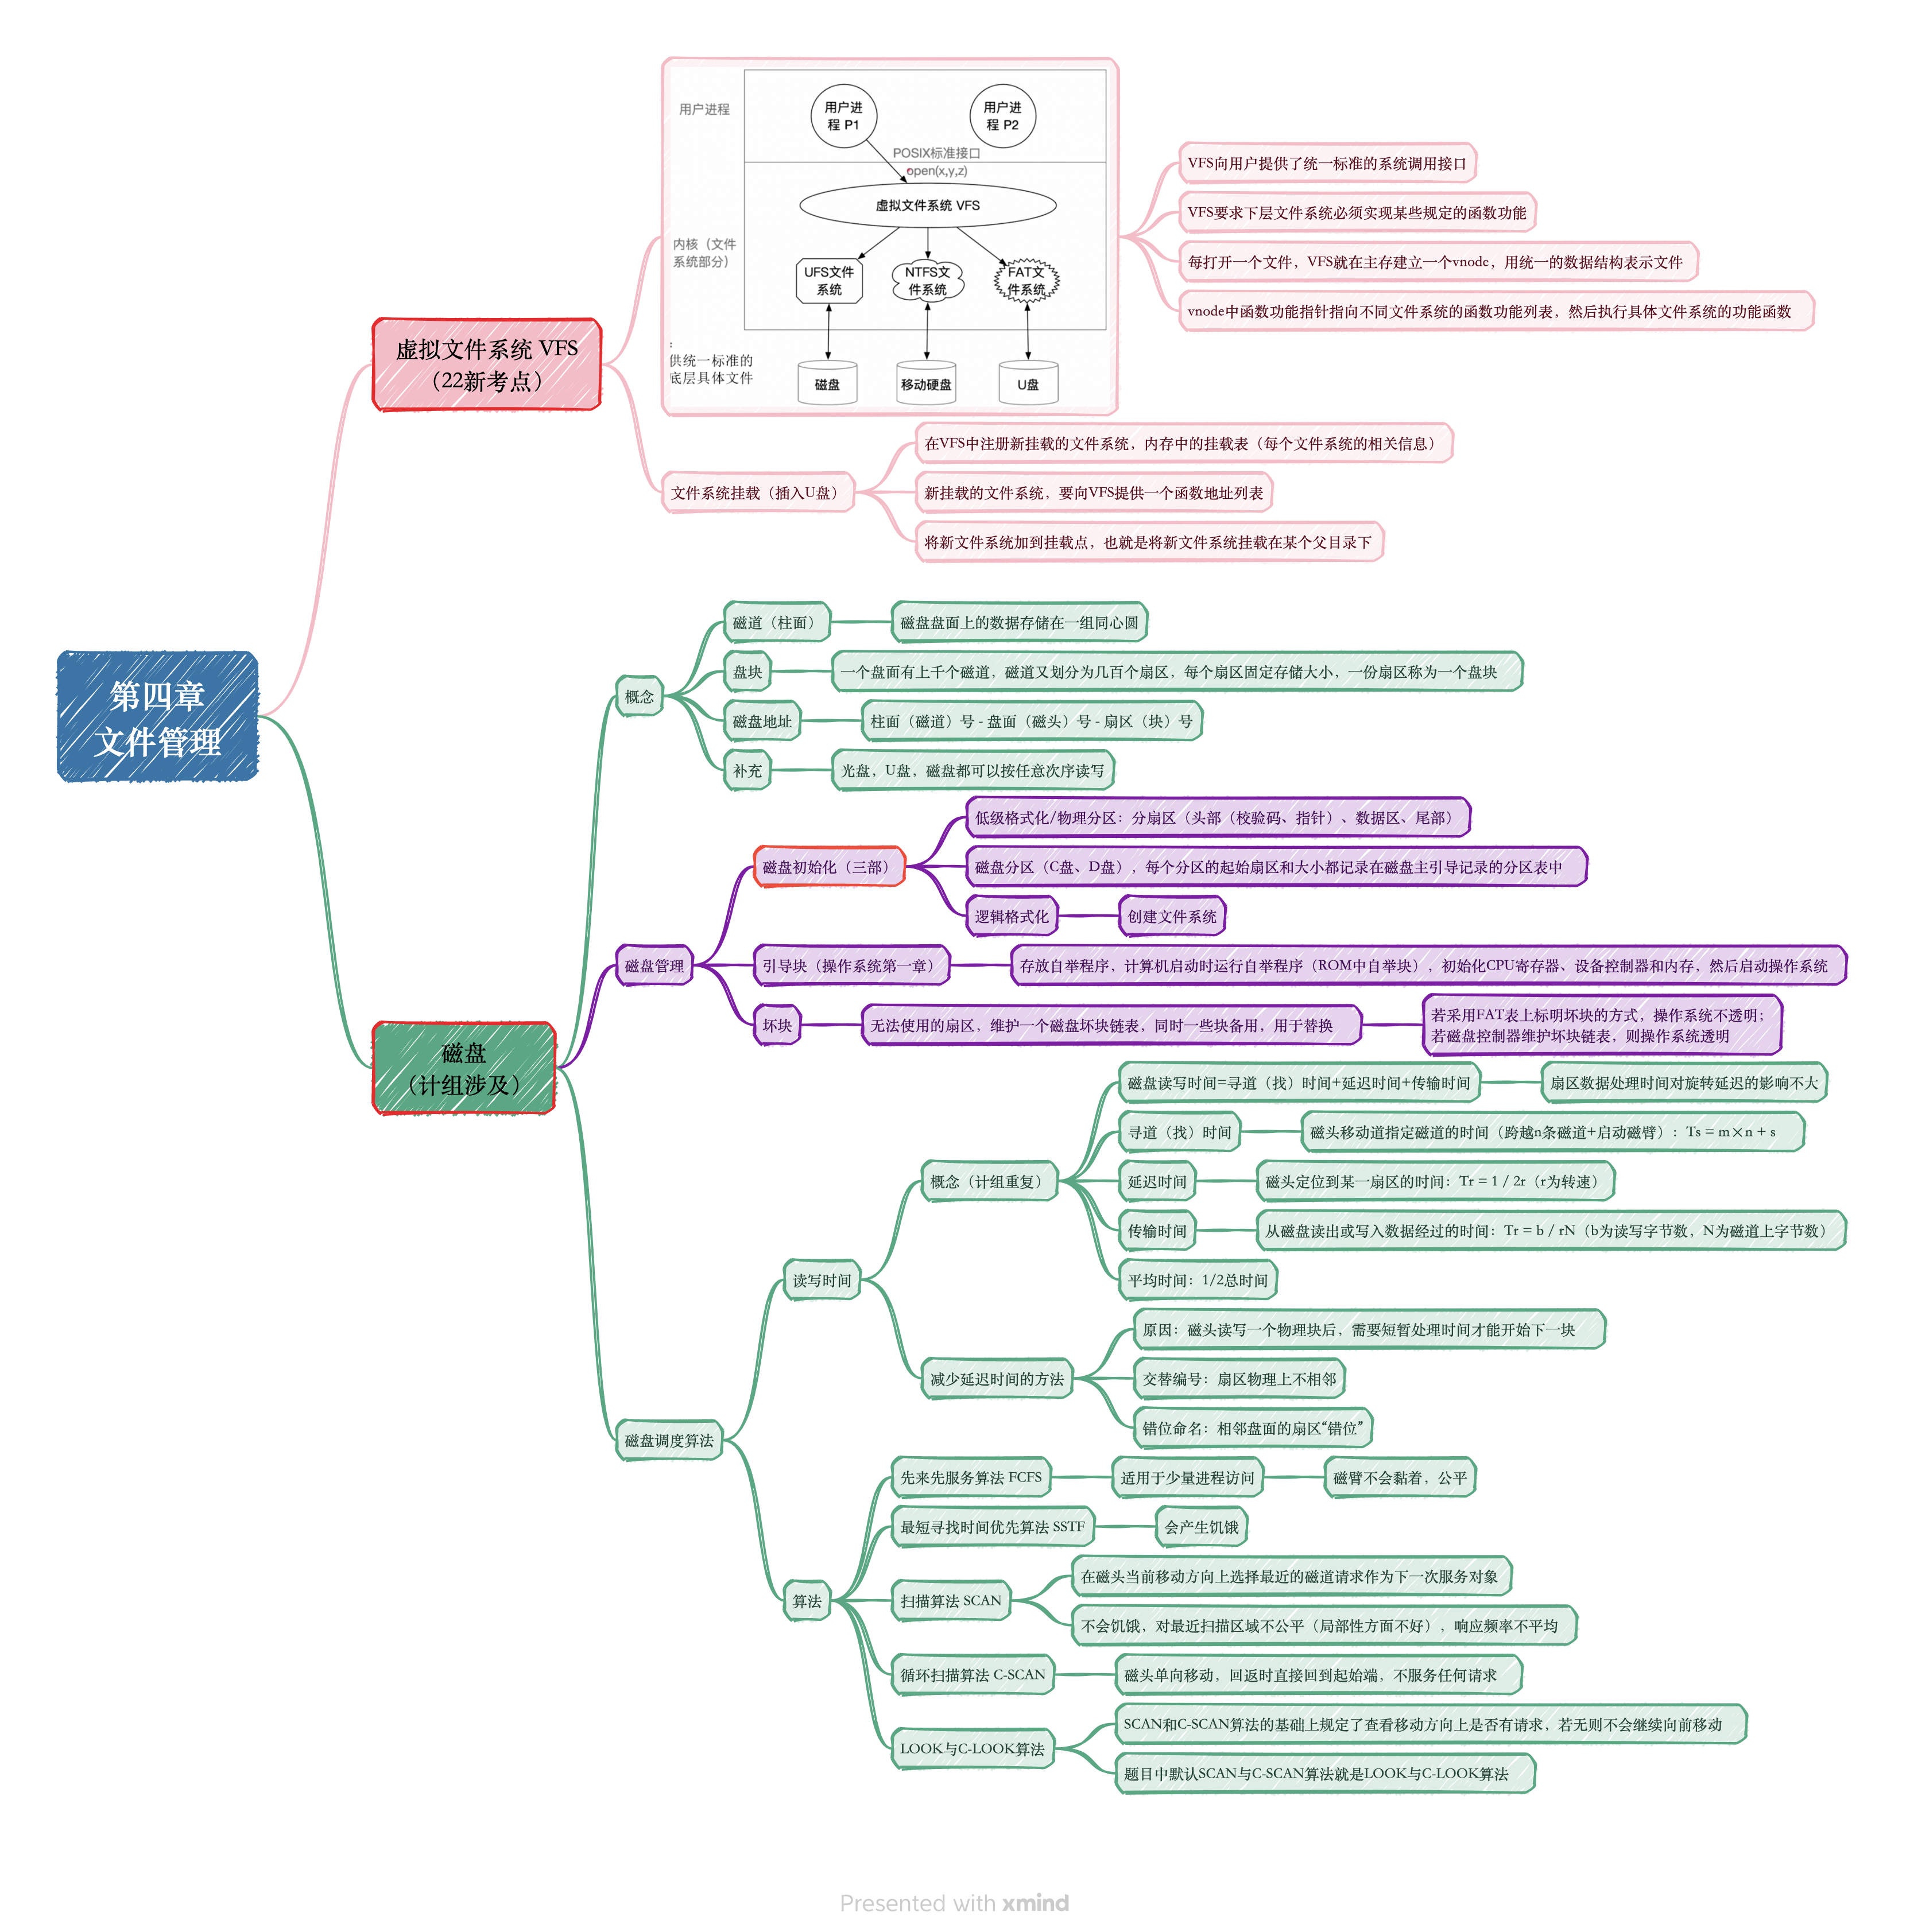 第四章
文件管理
虚拟文件系统 VFS
（22新考点）
用户进程
用户进
程 P1
用户进
程 P2
POSIX标准接口
open(x,y,z)
虚拟文件系统 VFS
内核（文件
系统部分）
UFS文件
系统
NTFS文
件系统
FAT文
件系统
:
供统一标准的
底层具体文件
磁盘
移动硬盘
U盘
VFS向用户提供了统一标准的系统调用接口
VFS要求下层文件系统必须实现某些规定的函数功能
每打开一个文件，VFS就在主存建立一个vnode，用统一的数据结构表示文件
vnode中函数功能指针指向不同文件系统的函数功能列表，然后执行具体文件系统的功能函数
文件系统挂载（插入U盘）
在VFS中注册新挂载的文件系统，内存中的挂载表（每个文件系统的相关信息）
新挂载的文件系统，要向VFS提供一个函数地址列表
将新文件系统加到挂载点，也就是将新文件系统挂载在某个父目录下
磁盘
（计组涉及）
概念
磁道（柱面）
磁盘盘面上的数据存储在一组同心圆
盘块
一个盘面有上千个磁道，磁道又划分为几百个扇区，每个扇区固定存储大小，一份扇区称为一个盘块
磁盘地址
柱面（磁道）号 - 盘面（磁头）号 - 扇区（块）号
补充
光盘，U盘，磁盘都可以按任意次序读写
磁盘管理
磁盘初始化（三部）
低级格式化/物理分区：分扇区（头部（校验码、指针）、数据区、尾部）
磁盘分区（C盘、D盘），每个分区的起始扇区和大小都记录在磁盘主引导记录的分区表中
逻辑格式化
创建文件系统
引导块（操作系统第一章）
存放自举程序，计算机启动时运行自举程序（ROM中自举块），初始化CPU寄存器、设备控制器和内存，然后启动操作系统
坏块
无法使用的扇区，维护一个磁盘坏块链表，同时一些块备用，用于替换
若采用FAT表上标明坏块的方式，操作系统不透明；
若磁盘控制器维护坏块链表，则操作系统透明
磁盘调度算法
读写时间
概念（计组重复）
磁盘读写时间=寻道（找）时间+延迟时间+传输时间
扇区数据处理时间对旋转延迟的影响不大
寻道（找）时间
磁头移动道指定磁道的时间（跨越n条磁道+启动磁臂）：Ts = m×n + s
延迟时间
磁头定位到某一扇区的时间：Tr = 1 / 2r（r为转速）
传输时间
从磁盘读出或写入数据经过的时间：Tr = b / rN（b为读写字节数，N为磁道上字节数）
平均时间：1/2总时间
减少延迟时间的方法
原因：磁头读写一个物理块后，需要短暂处理时间才能开始下一块
交替编号：扇区物理上不相邻
错位命名：相邻盘面的扇区“错位”
算法
先来先服务算法 FCFS
适用于少量进程访问
磁臂不会黏着，公平
最短寻找时间优先算法 SSTF
会产生饥饿
扫描算法 SCAN
在磁头当前移动方向上选择最近的磁道请求作为下一次服务对象
不会饥饿，对最近扫描区域不公平（局部性方面不好），响应频率不平均
循环扫描算法 C-SCAN
磁头单向移动，回返时直接回到起始端，不服务任何请求
LOOK与C-LOOK算法
SCAN和C-SCAN算法的基础上规定了查看移动方向上是否有请求，若无则不会继续向前移动
题目中默认SCAN与C-SCAN算法就是LOOK与C-LOOK算法
Presented with xmind